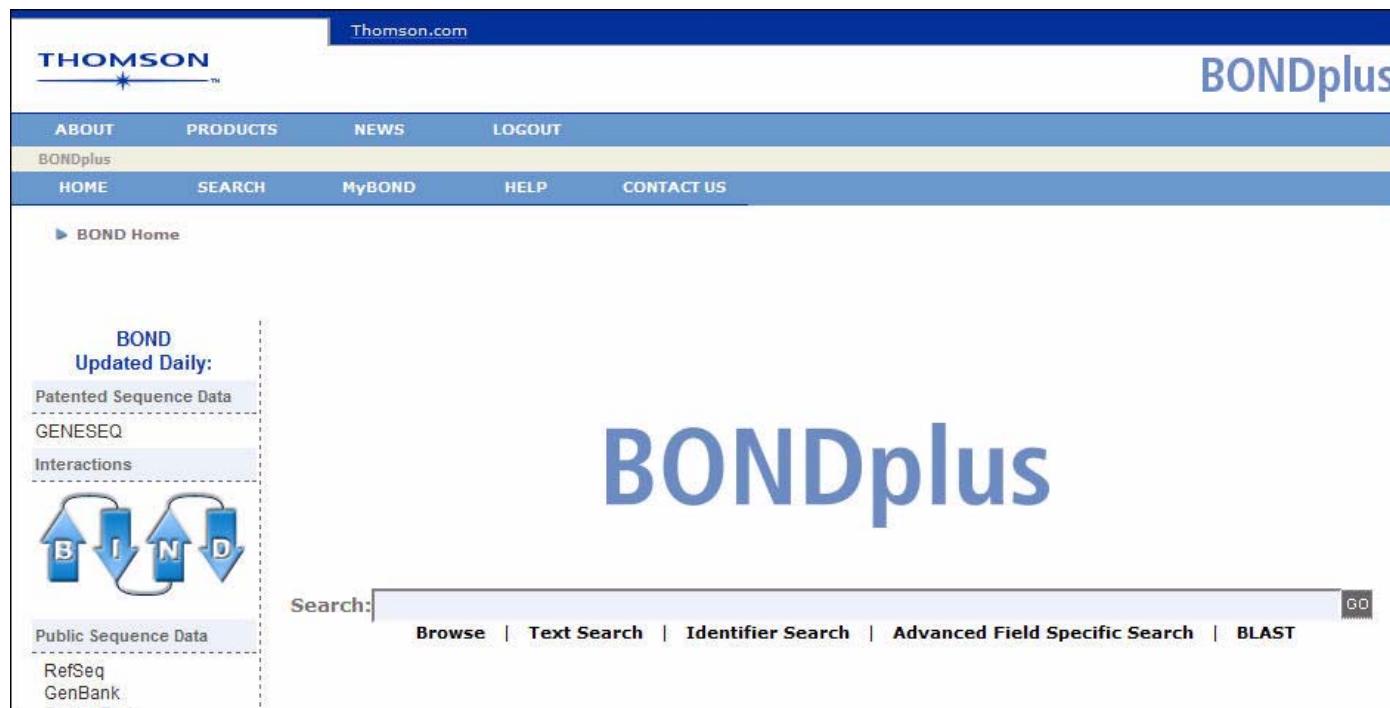 Thomson.com
THOMSON TM
BONDplus
ABOUT PRODUCTS NEWS LOGOUT
BONDplus
HOME SEARCH MyBOND HELP CONTACT US
BOND Home
BOND
Updated Daily:
Patented Sequence Data
GENESEQ
Interactions
BIND
BONDplus
Search: GO
Browse | Text Search | Identifier Search | Advanced Field Specific Search | BLAST
Public Sequence Data
RefSeq
GenBank